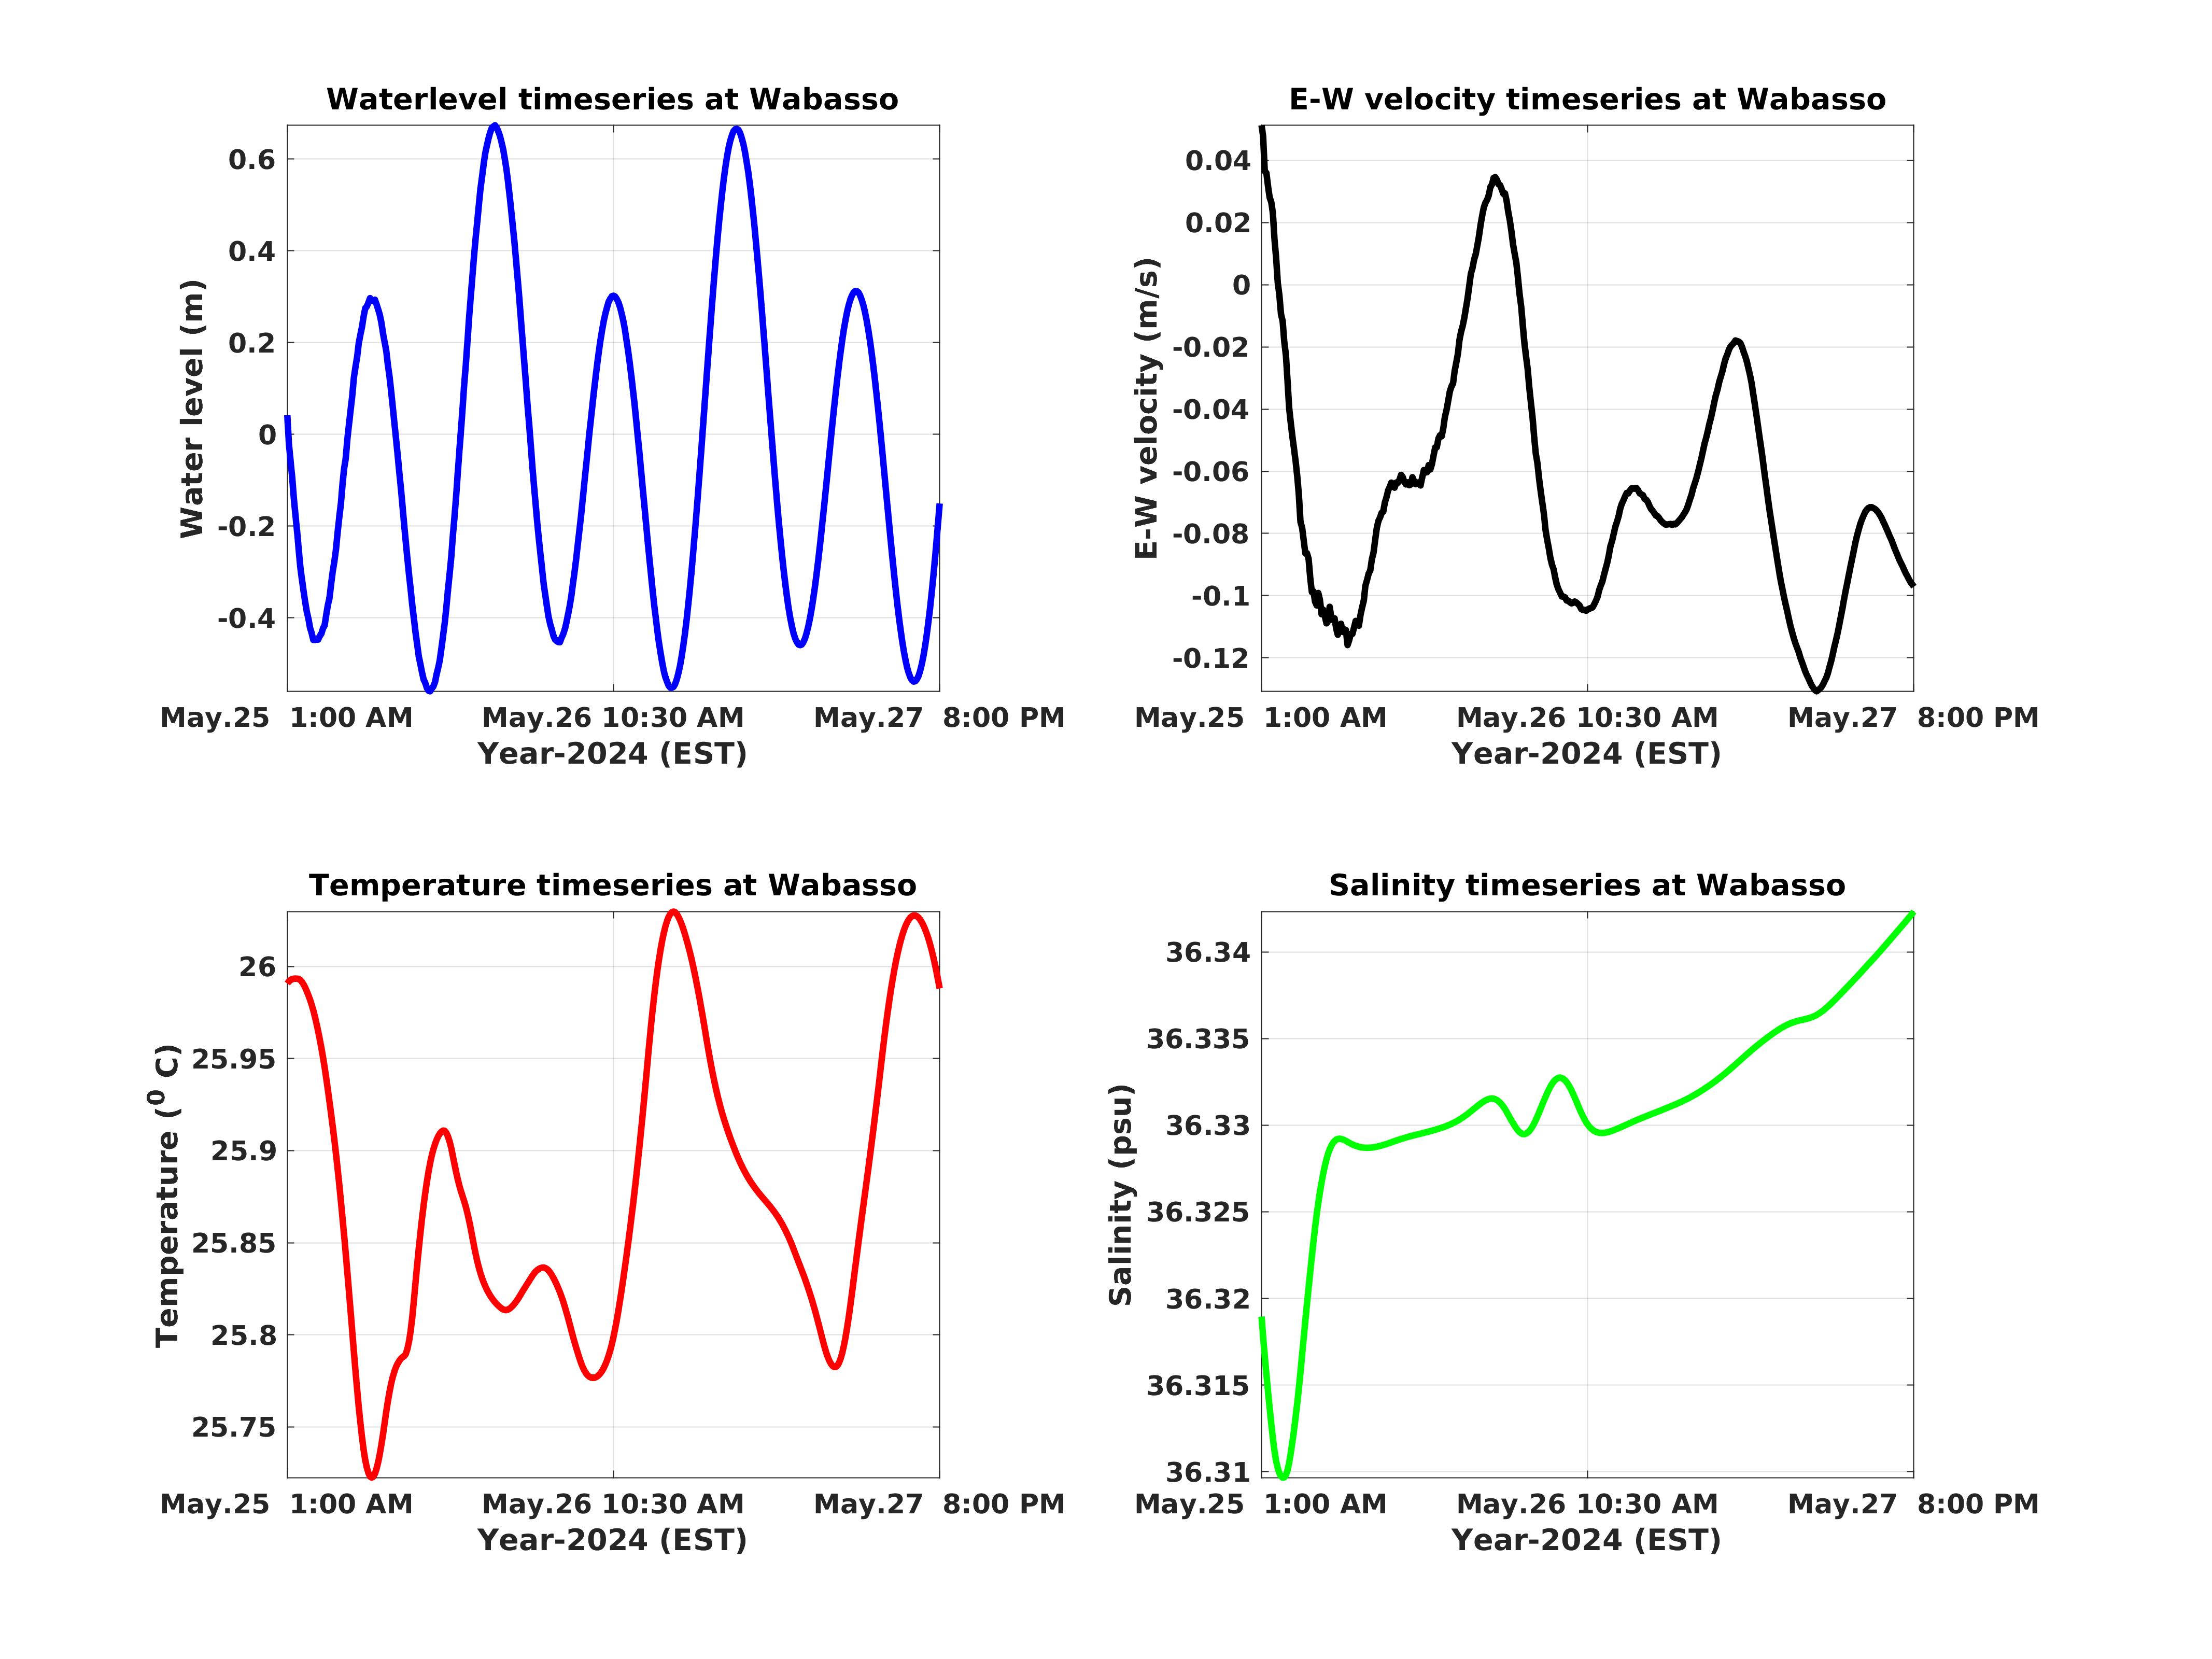 Waterlevel timeseries at Wabasso
Water level (m)
0.6
0.4
0.2
0
-0.2
-0.4
May.25 1:00 AM May.26 10:30 AM May.27 8:00 PM
Year-2024 (EST)
E-W velocity timeseries at Wabasso
E-W velocity (m/s)
0.04
0.02
0
-0.02
-0.04
-0.06
-0.08
-0.1
-0.12
May.25 1:00 AM May.26 10:30 AM May.27 8:00 PM
Year-2024 (EST)
Temperature timeseries at Wabasso
Temperature (⁰ C)
26
25.95
25.9
25.85
25.8
25.75
May.25 1:00 AM May.26 10:30 AM May.27 8:00 PM
Year-2024 (EST)
Salinity timeseries at Wabasso
Salinity (psu)
36.34
36.335
36.33
36.325
36.32
36.315
36.31
May.25 1:00 AM May.26 10:30 AM May.27 8:00 PM
Year-2024 (EST)